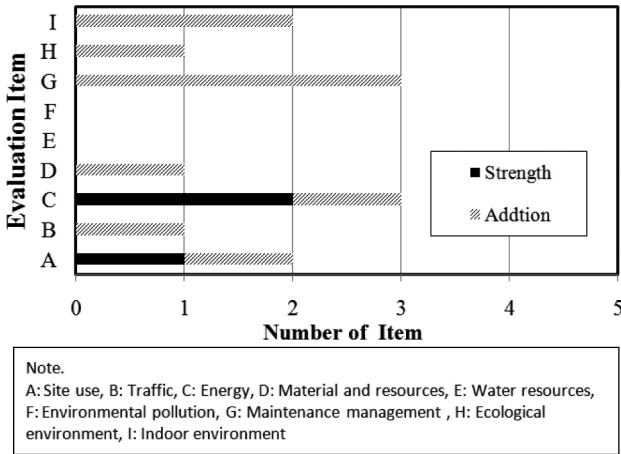 Evaluation Item
I
H
G
F
E
D
C
B
A
Strength
Addtion
0 1 2 3 4 5
Number of Item
Note.
A: Site use, B: Traffic, C: Energy, D: Material and resources, E: Water resources,
F: Environmental pollution, G: Maintenance management , H: Ecological
environment, I: Indoor environment